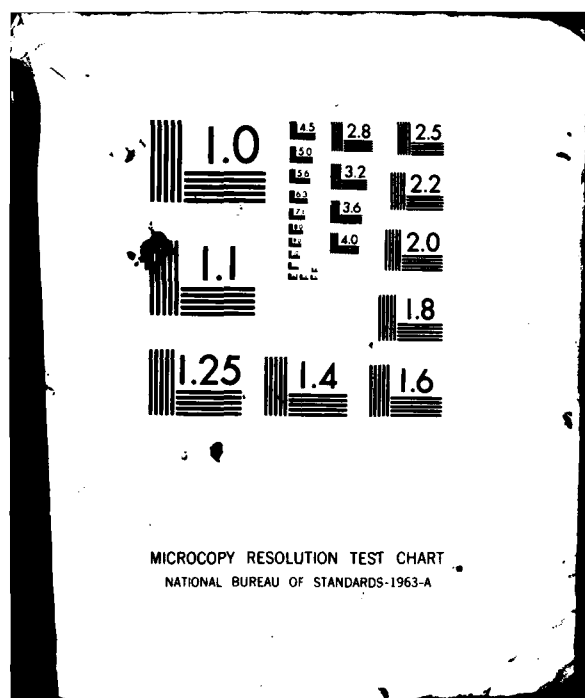 1.0
4.5 2.8 2.5
5.0
5.6 3.2 2.2
6.3
7.1 3.6
8.0
4.0 2.0
1.1
1.8
1.25 1.4 1.6
MICROCOPY RESOLUTION TEST CHART
NATIONAL BUREAU OF STANDARDS-1963-A